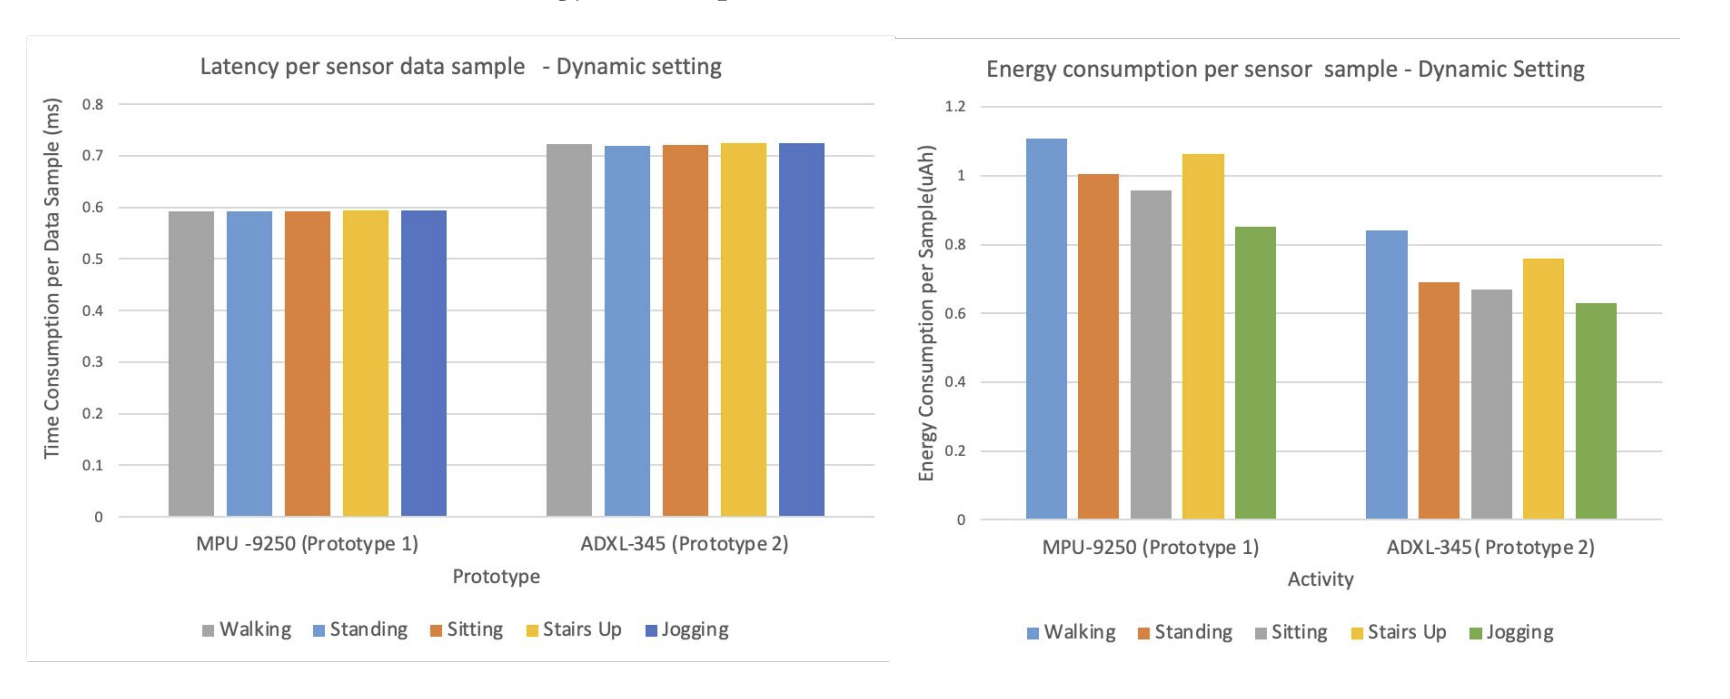 Latency per sensor data sample - Dynamic setting
Time Consumption per Data Sample (ms)
0.8
0.7
0.6
0.5
0.4
0.3
0.2
0.1
0
MPU -9250 (Prototype 1)
ADXL-345 (Prototype 2)
Prototype
Walking Standing Sitting Stairs Up Jogging
Energy consumption per sensor sample - Dynamic Setting
Energy Consumption per Sample(uAh)
1.2
1
0.8
0.6
0.4
0.2
0
MPU-9250 (Prototype 1)
ADXL-345( Prototype 2)
Activity
Walking Standing Sitting Stairs Up Jogging